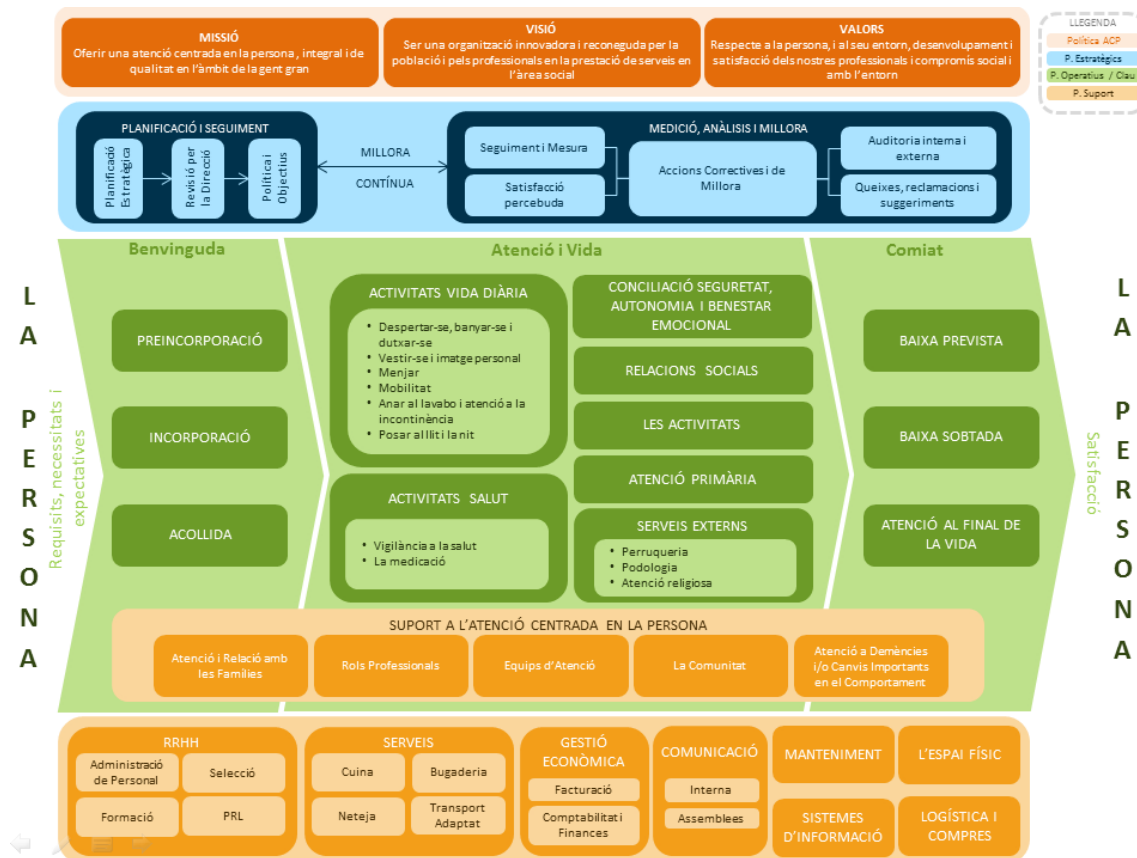 MISSIÓ
Oferir una atenció centrada en la persona, integral i de
qualitat en l'àmbit de la gent gran
VISIÓ
Ser una organització innovadora i reconeguda per la
població i pels professionals en la prestació de serveis en
l'àrea social
VALORS
Respecte a la persona, i al seu entorn, desenvolupament i
satisfacció dels nostres professionals i compromís social i
amb l'entorn
LLEGENDA
Política ACP
P. Estratègics
P. Operatius / Clau
P. Suport
PLANIFICACIÓ I SEGUIMENT
Planificació
Estratègica
Revisió per
la Direcció
Política i
Objectius
MILLORA
CONTÍNUA
MEDICIÓ, ANÀLISIS I MILLORA
Seguiment i Mesura
Satisfacció
percebuda
Accions Correctives i de
Millora
Auditoria interna i
externa
Queixes, reclamacions i
suggeriments
LA PERSONA
Requisits, necessitats i
expectatives
Benvinguda
PREINCORPORACIÓ
INCORPORACIÓ
ACOLLIDA
Atenció i Vida
ACTIVITATS VIDA DIÀRIA
• Despertar-se, banyar-se i
dutxar-se
• Vestir-se i imatge personal
• Menjar
• Mobilitat
• Anar al lavabo i atenció a la
incontinència
• Posar al llit i la nit
ACTIVITATS SALUT
• Vigilància a la salut
• La medicació
CONCILIACIÓ SEGURETAT,
AUTONOMIA I BENESTAR
EMOCIONAL
RELACIONS SOCIALS
LES ACTIVITATS
ATENCIÓ PRIMÀRIA
SERVEIS EXTERNS
• Perruqueria
• Podologia
• Atenció religiosa
Comiat
BAIXA PREVISTA
BAIXA SOBTADA
ATENCIÓ AL FINAL DE
LA VIDA
Satisfacció
LA PERSONA
SUPORT A L'ATENCIÓ CENTRADA EN LA PERSONA
Atenció i Relació amb
les Famílies
Rols Professionals
Equips d'Atenció
La Comunitat
Atenció a Demències
i/o Canvis Importants
en el Comportament
RRHH
Administració
de Personal
Selecció
Formació
PRL
SERVEIS
Cuina
Bugaderia
Neteja
Transport
Adaptat
GESTIÓ
ECONÒMICA
Facturació
Comptabilitat i
Finances
COMUNICACIÓ
Interna
Assemblees
MANTENIMENT
L'ESPAI FÍSIC
SISTEMES
D'INFORMACIÓ
LOGÍSTICA I
COMPRES